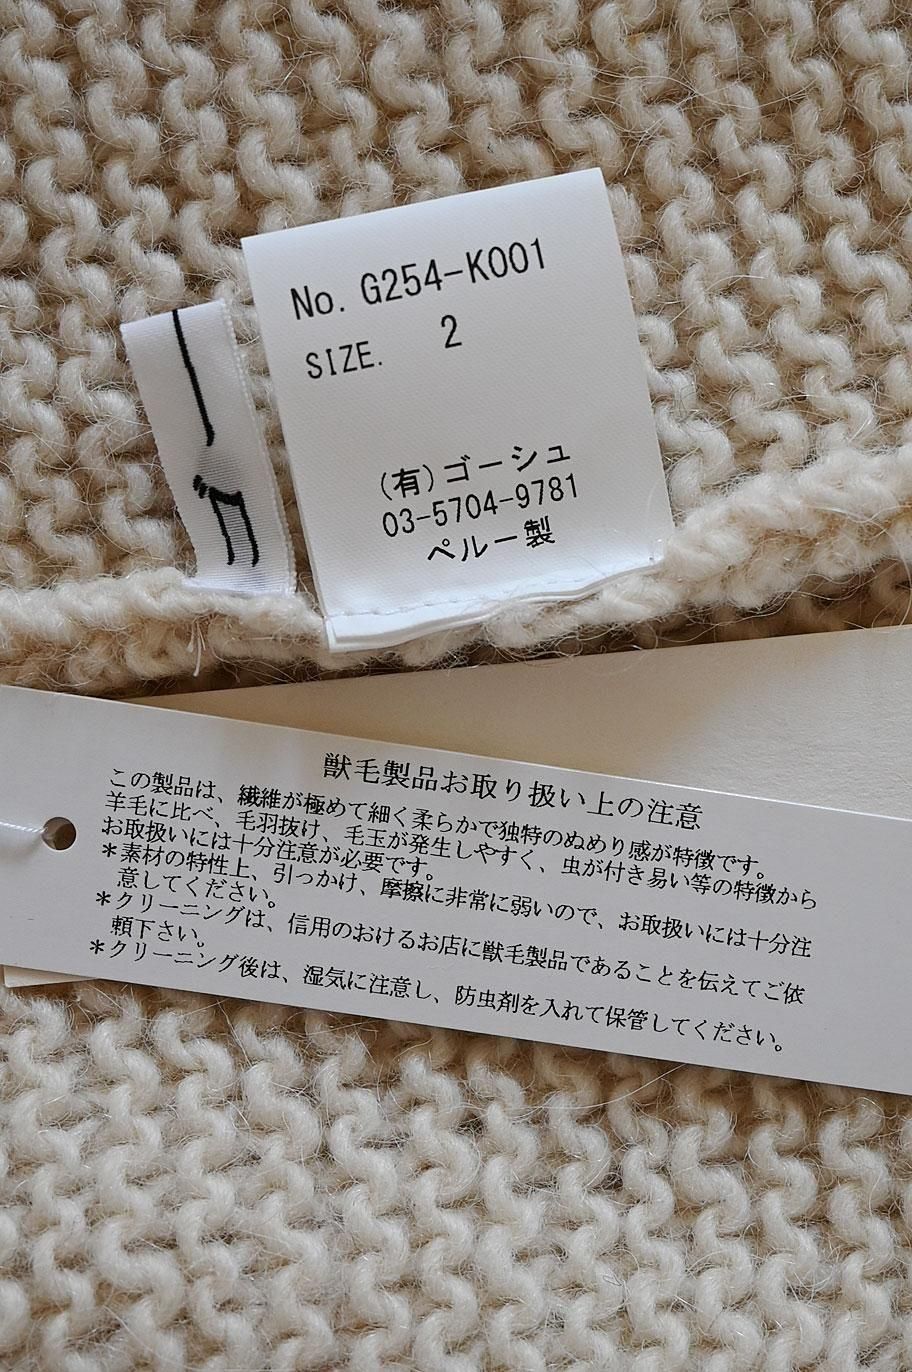 No. G254-K001
SIZE. 2
(有)ゴーシュ
03-5704-9781
ペルー製
獣毛製品お取り扱い上の注意
この製品は、繊維が極めて細く柔らかで独特のぬめり感が特徴です。
羊毛に比べ、毛羽抜け、毛玉が発生しやすく、虫が付き易い等の特徴から
お取扱いには十分注意が必要です。
＊素材の特性上、引っかけ、摩擦に非常に弱いので、お取扱いには十分注
意してください。
＊クリーニングは、信用のおけるお店に獣毛製品であることを伝えてご依
頼下さい。
＊クリーニング後は、湿気に注意し、防虫剤を入れて保管してください。